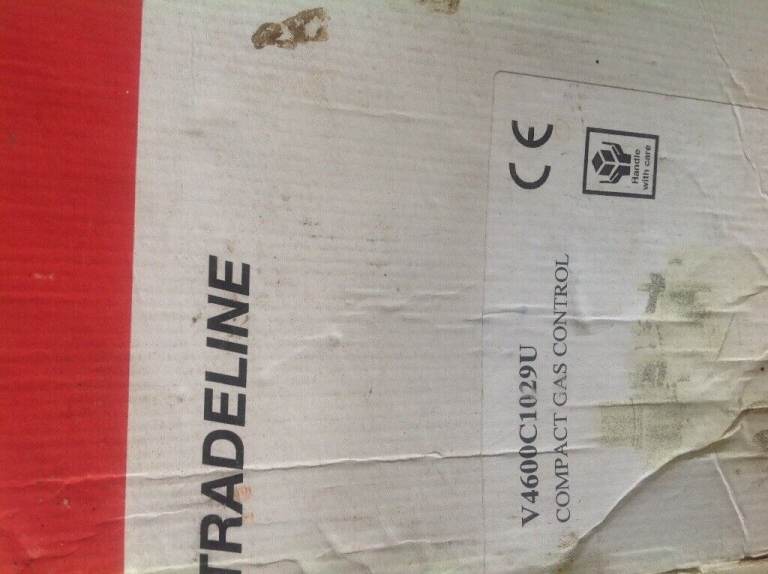 TRADELINE
CE
Handle
with care
V4600C1029U
COMPACT GAS CONTROL